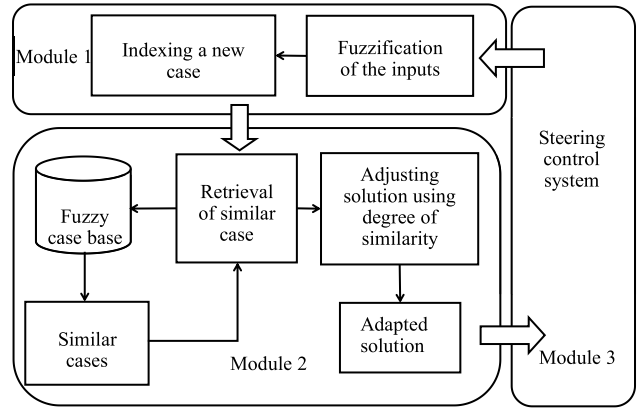 Module 1
Indexing a new
case
Fuzzification
of the inputs
Steering
control
system
Fuzzy
case base
Retrieval
of similar
case
Adjusting
solution using
degree of
similarity
Similar
cases
Adapted
solution
Module 2
Module 3